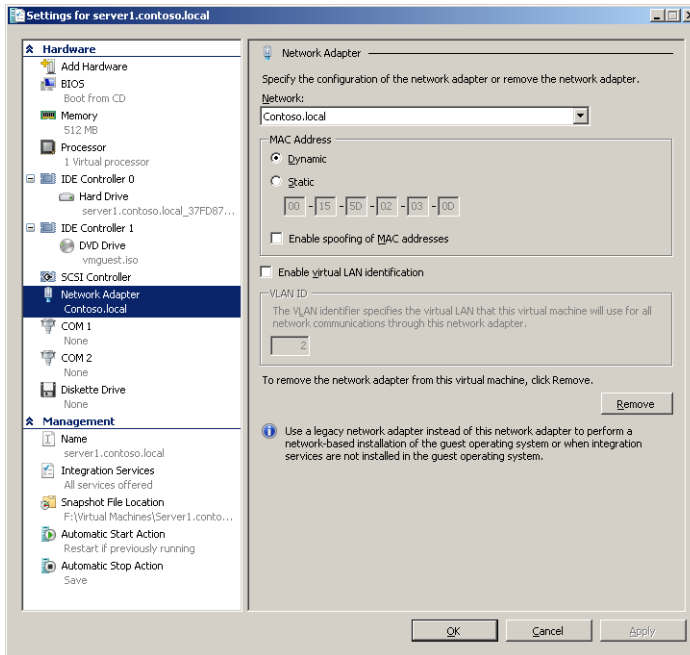 Settings for server1.contoso.local
Hardware
Add Hardware
BIOS
Boot from CD
Memory
512 MB
Processor
1 Virtual processor
IDE Controller 0
Hard Drive
server1.contoso.local_37FD87...
IDE Controller 1
DVD Drive
vmguest.iso
SCSI Controller
Network Adapter
Contoso.local
COM 1
None
COM 2
None
Diskette Drive
None
Management
Name
server1.contoso.local
Integration Services
All services offered
Snapshot File Location
F:\Virtual Machines\Server1.conto...
Automatic Start Action
Restart if previously running
Automatic Stop Action
Save
Network Adapter
Specify the configuration of the network adapter or remove the network adapter.
Network:
Contoso.local
MAC Address
Dynamic
Static
00 - 15 - 5D - 02 - 03 - 0D
Enable spoofing of MAC addresses
Enable virtual LAN identification
VLAN ID
The VLAN identifier specifies the virtual LAN that this virtual machine will use for all
network communications through this network adapter.
2
To remove the network adapter from this virtual machine, click Remove.
Remove
Use a legacy network adapter instead of this network adapter to perform a
network-based installation of the guest operating system or when integration
services are not installed in the guest operating system.
OK
Cancel
Apply